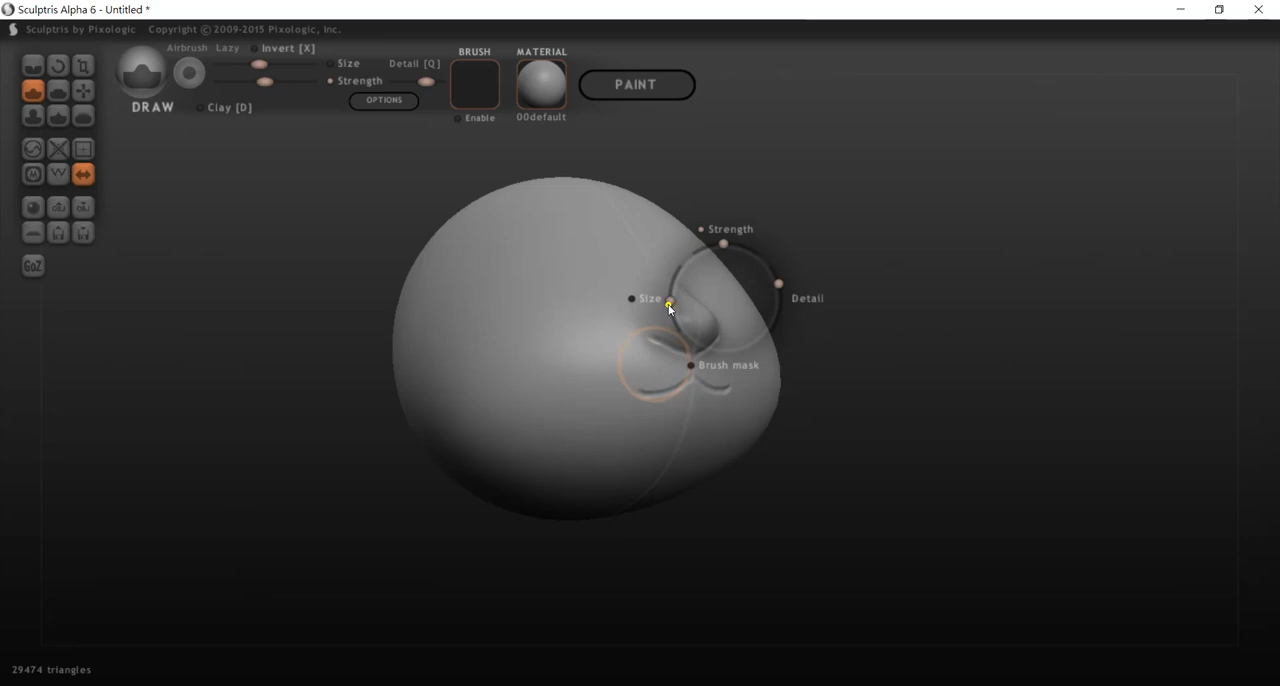 Sculptris Alpha 6 - Untitled *
Sculptris by Pixologic Copyright © 2009-2015 Pixologic, Inc.
Airbrush Lazy Invert [X]
Size Detail [Q]
Strength
OPTIONS
DRAW
Clay [D]
BRUSH
Enable
MATERIAL
00default
PAINT
GoZ
Strength
Size
Detail
Brush mask
29474 triangles